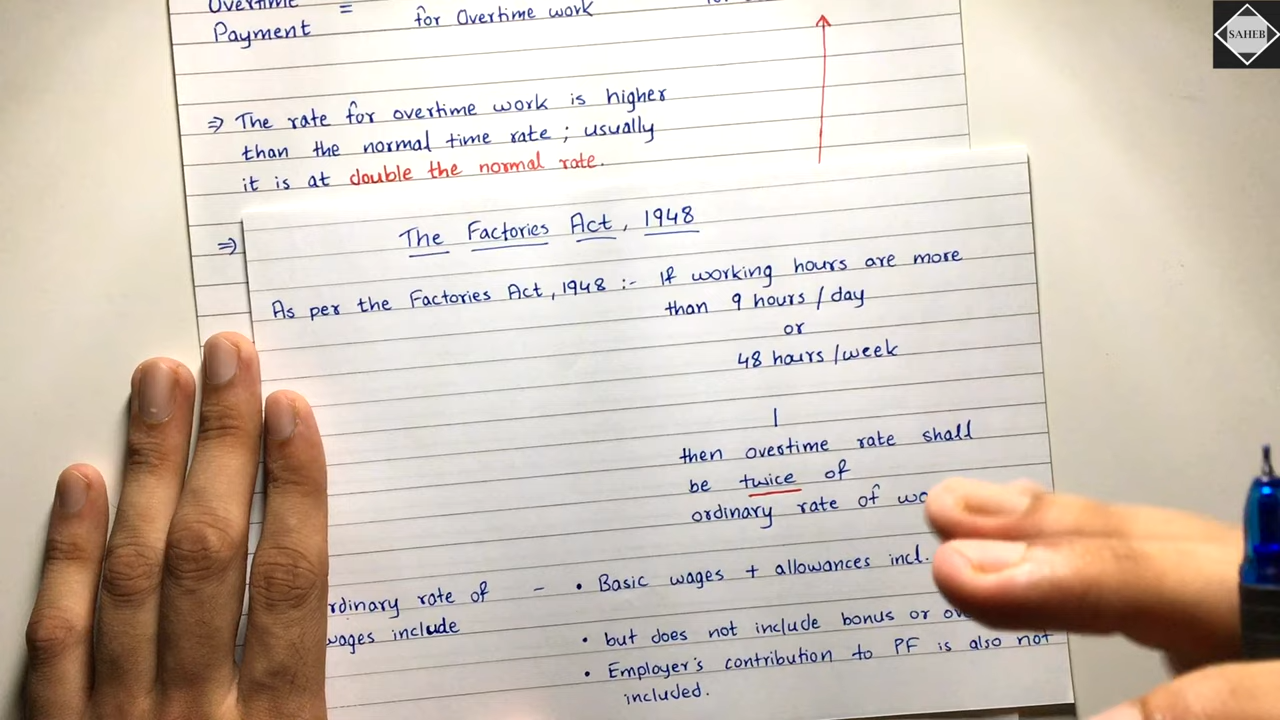 Overtime
Payment = for Overtime work
⇒ The rate for overtime work is higher
than the normal time rate ; usually
it is at double the normal rate.
⇒
The Factories Act, 1948
As per the Factories Act, 1948 :- If working hours are more
than 9 hours / day
or
48 hours / week
then overtime rate shall
be twice of
ordinary rate of
rdinary rate of - • Basic wages + allowances incl.
wages include
• but does not include bonus or
• Employer's contribution to PF is also not
included.
SAHEB